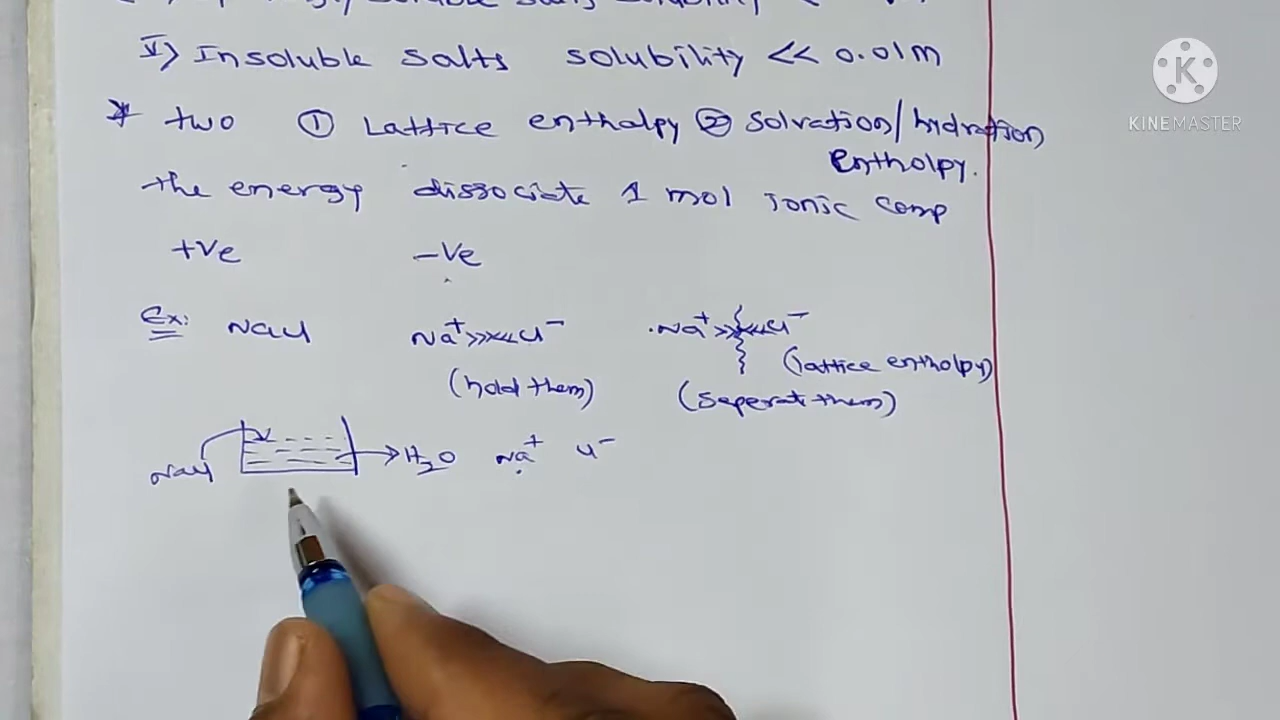 V) Insoluble salts solubility << 0.01M
* two ① Lattice enthalpy ② solvation/hydration
enthalpy.
the energy dissociate 1 mol ionic comp
+ve -ve
Ex: NaCl Na⁺ >>><< Cl⁻ Na⁺ >><< Cl⁻
(lattice enthalpy)
(hold them) (seperate them)
NaCl → H₂O Na⁺ Cl⁻
K
KINEMASTER